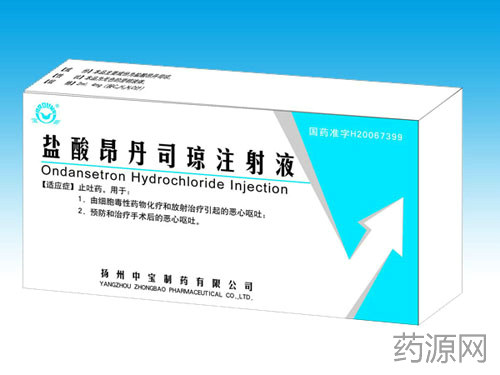 国药准字H20067399
盐酸昂丹司琼注射液
Ondansetron Hydrochloride Injection
【适应症】止吐药，用于：
1、由细胞毒性药物化疗和放射治疗引起的恶心呕吐；
2、预防和治疗手术后的恶心呕吐。
扬州中宝制药有限公司
YANGZHOU ZHONGBAO PHARMACEUTICAL CO.,LTD.
药源网